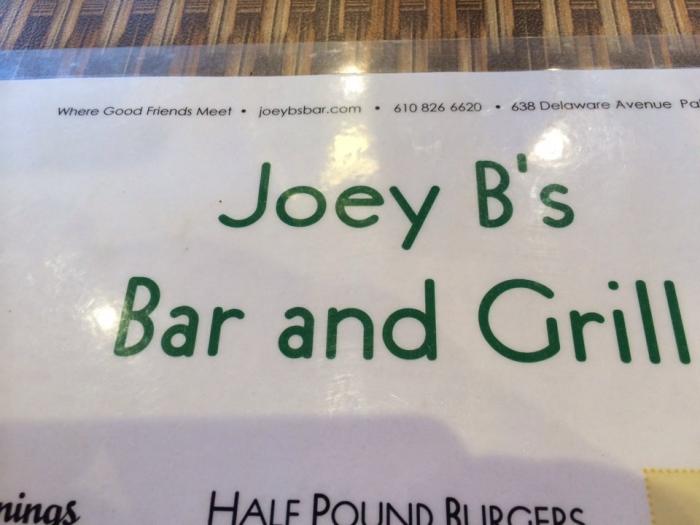 Where Good Friends Meet • joeybsbar.com • 610 826 6620 • 638 Delaware Avenue
Joey B's
Bar and Grill
HALF POUND BURGERS